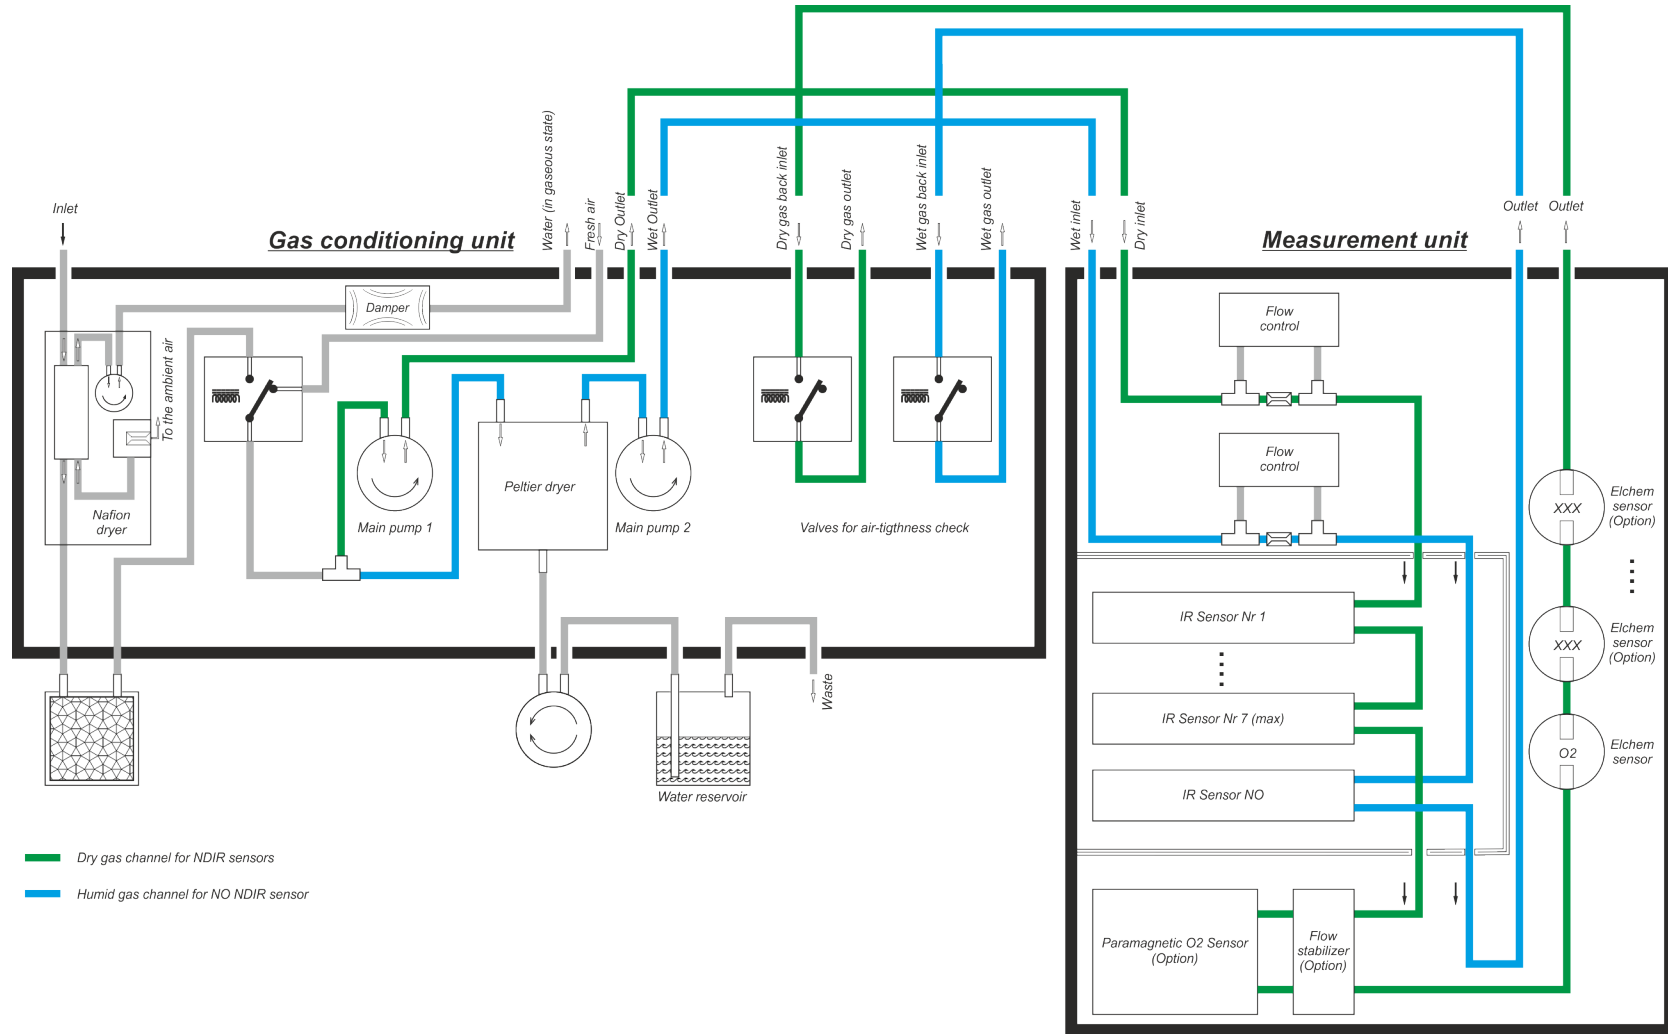 Inlet
Gas conditioning unit
Water (in gaseous state)
Fresh air
Dry Outlet
Wet Outlet
Dry gas back inlet
Dry gas outlet
Wet gas back inlet
Wet gas outlet
Wet inlet
Dry inlet
Measurement unit
Outlet
Outlet
Damper
To the ambient air
Nafion
dryer
Main pump 1
Peltier dryer
Main pump 2
Valves for air-tigthness check
Waste
Water reservoir
Flow
control
Flow
control
IR Sensor Nr 1
IR Sensor Nr 7 (max)
IR Sensor NO
Paramagnetic O2 Sensor
(Option)
Flow
stabilizer
(Option)
XXX
Elchem
sensor
(Option)
XXX
Elchem
sensor
(Option)
O2
Elchem
sensor
Dry gas channel for NDIR sensors
Humid gas channel for NO NDIR sensor